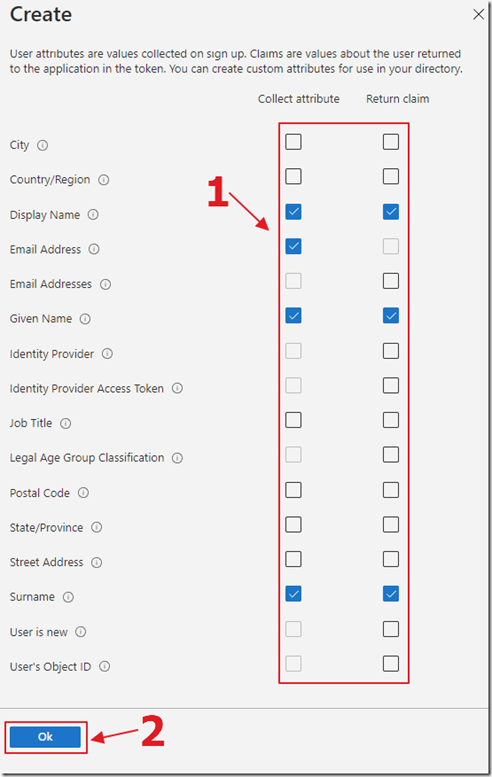 Create
User attributes are values collected on sign up. Claims are values about the user returned
to the application in the token. You can create custom attributes for use in your directory.
Collect attribute Return claim
City
Country/Region
1
Display Name
Email Address
Email Addresses
Given Name
Identity Provider
Identity Provider Access Token
Job Title
Legal Age Group Classification
Postal Code
State/Province
Street Address
Surname
User is new
User's Object ID
Ok 2